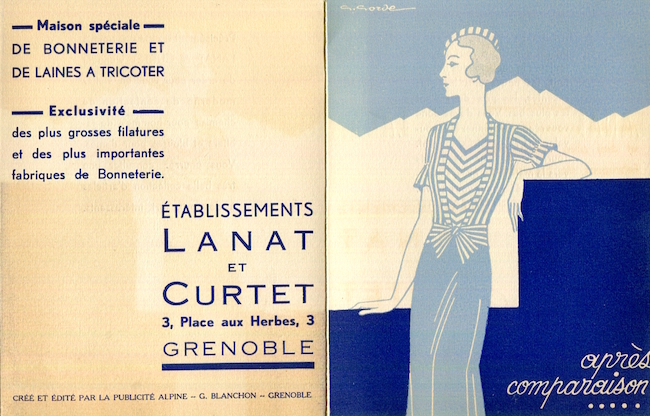 Maison spéciale
DE BONNETERIE ET
DE LAINES A TRICOTER
Exclusivité
des plus grosses filatures
et des plus importantes
fabriques de Bonneterie.
ÉTABLISSEMENTS
LANAT
ET
CURTET
3, Place aux Herbes, 3
GRENOBLE
CRÉÉ ET ÉDITÉ PAR LA PUBLICITÉ ALPINE -- G. BLANCHON -- GRENOBLE
G. Gorde
après
comparaison
.....